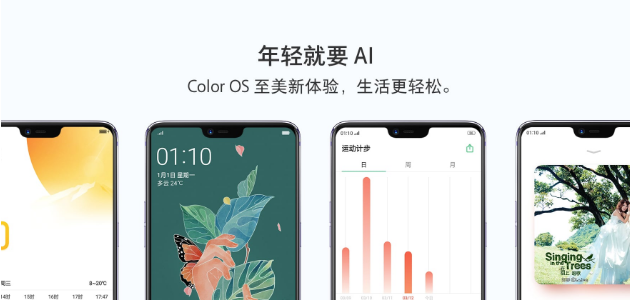 年轻就要 AI
Color OS 至美新体验，生活更轻松。
01:10
01:10
01:10
1月1日 星期一
多云 24℃
运动计步
日 周 月
周三 8~20℃
14时 15时 16时 17时 17:47
Singing
in the
Trees